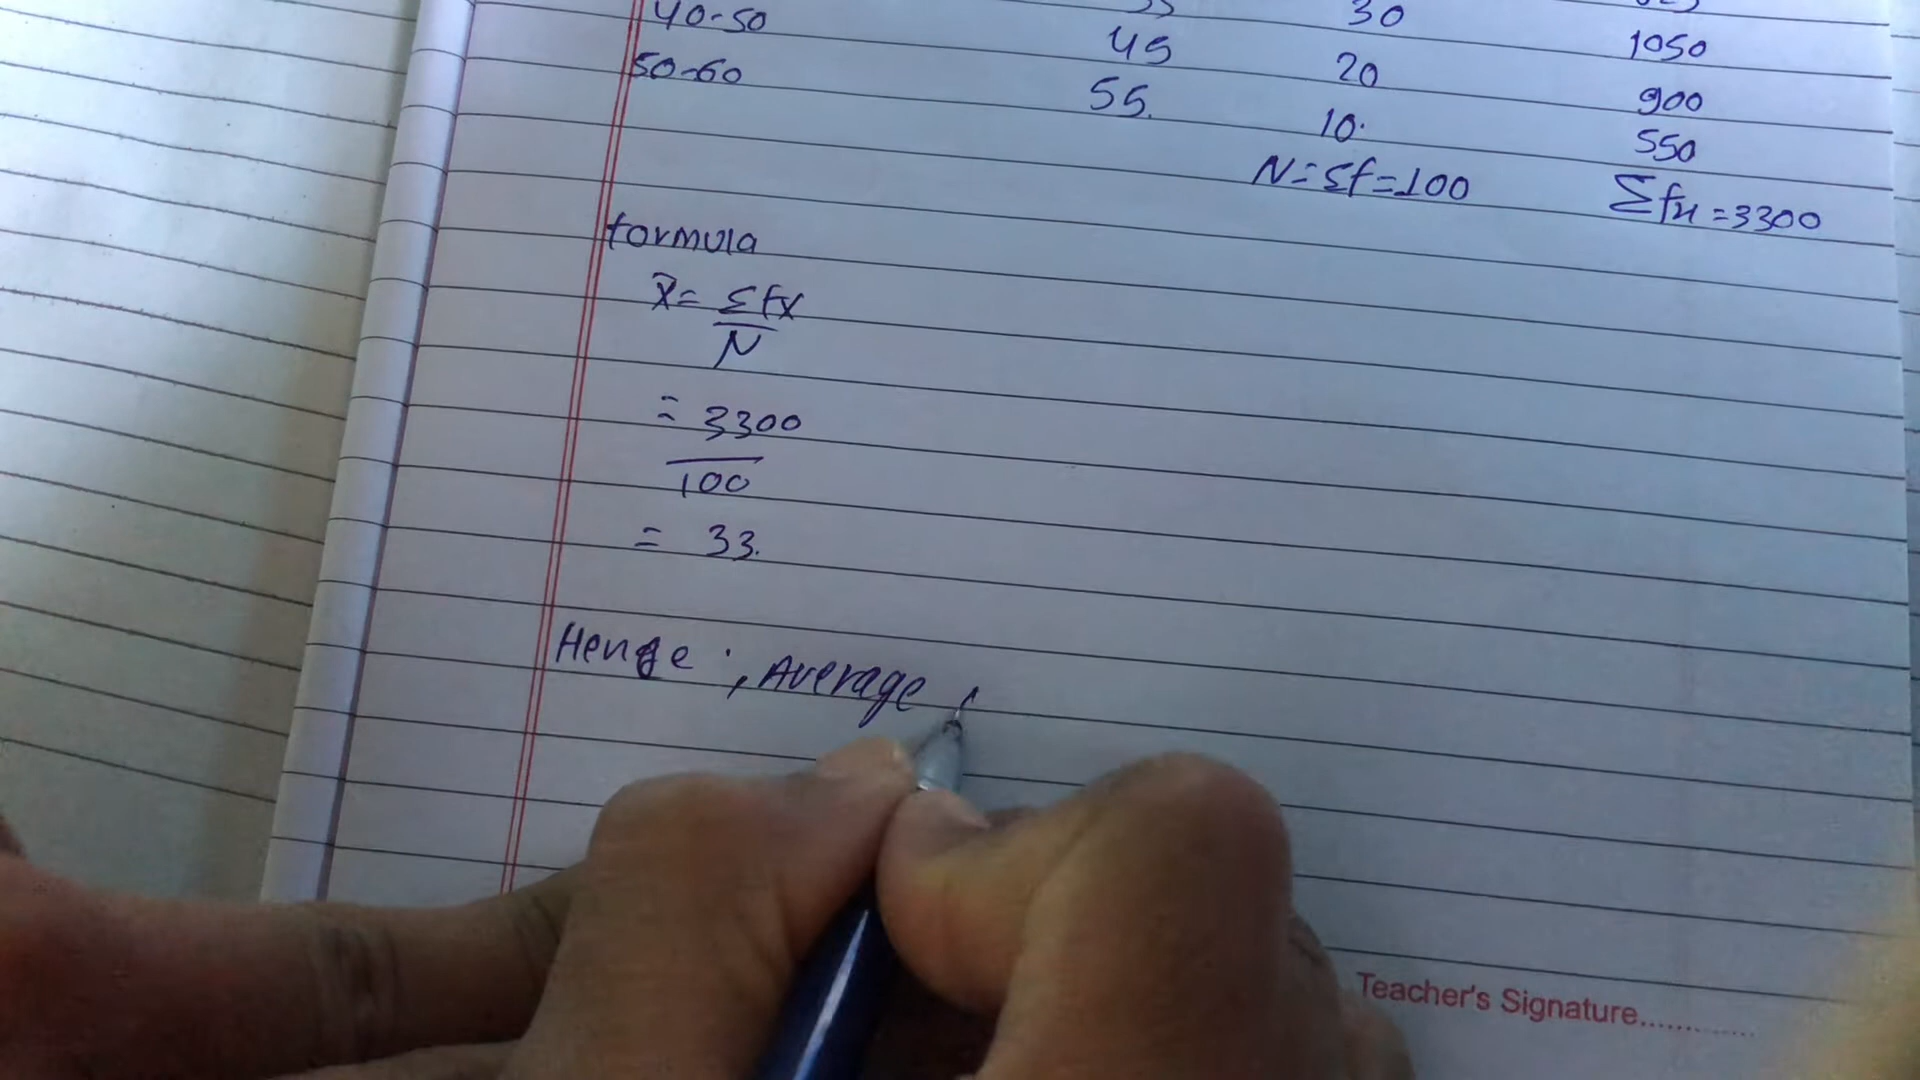 40-50 45 30 1050
50-60 55. 20 900
10. 550
N=Σf=100 Σfx=3300
formula
x̄= Σfx
N
= 3300
100
= 33.
Hence ; Average
Teacher's Signature.............